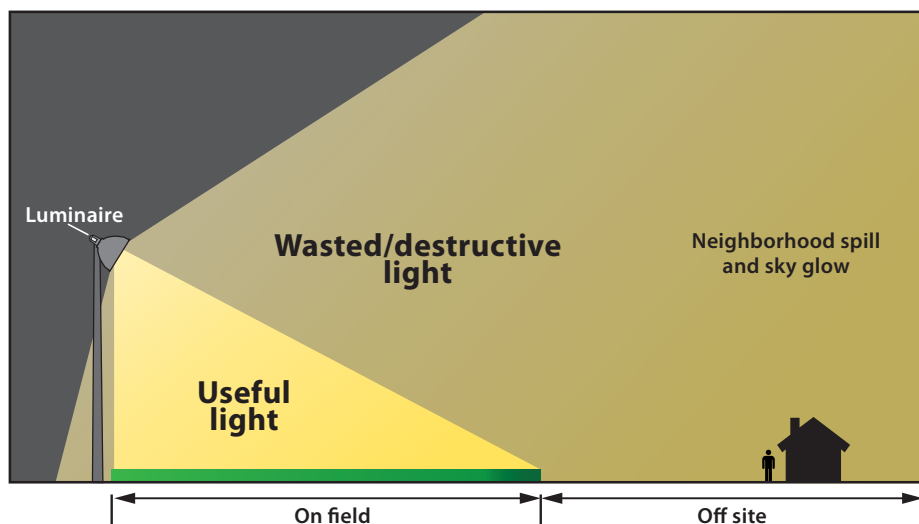 Luminaire
Wasted/destructive
light
Neighborhood spill
and sky glow
Useful
light
On field
Off site